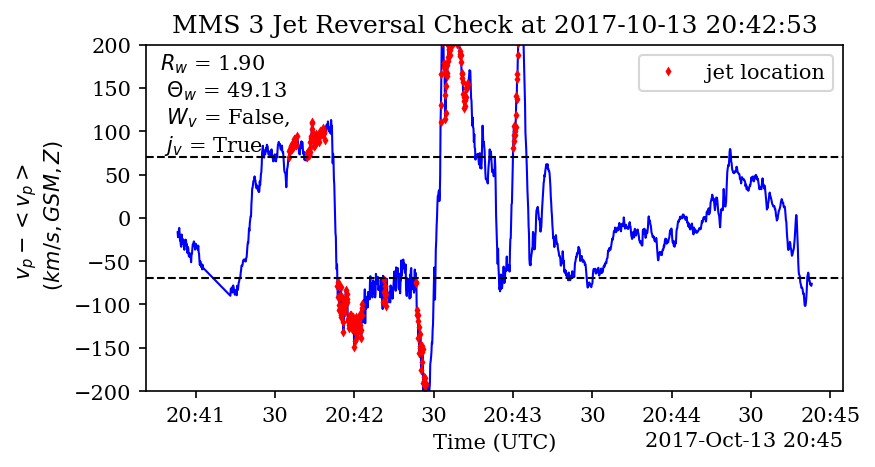 MMS 3 Jet Reversal Check at 2017-10-13 20:42:53
200
150
100
50
0
−50
−100
−150
−200
v_p − <v_p>
(km/s, GSM, Z)
R_w = 1.90
Θ_w = 49.13
W_v = False,
j_v = True
jet location
20:41 30 20:42 30 20:43 30 20:44 30 20:45
Time (UTC)
2017-Oct-13 20:45